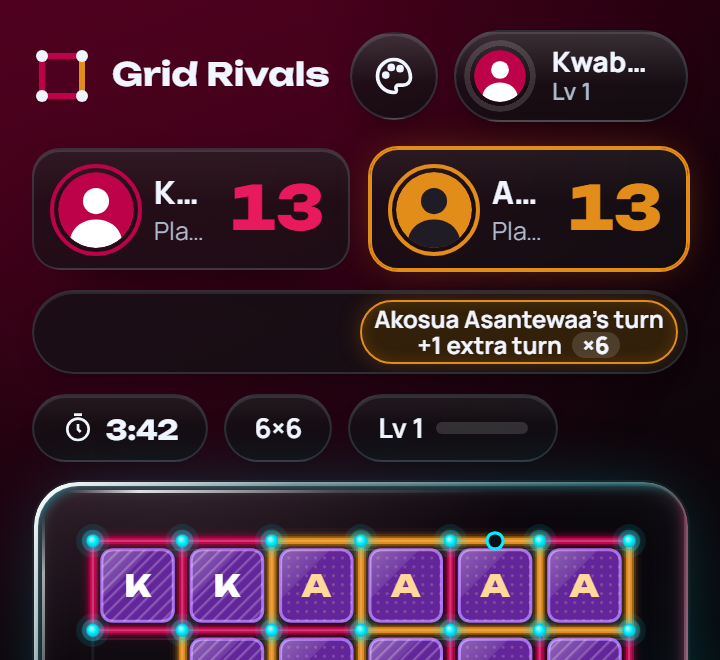 Grid Rivals
Kwab...
Lv 1
K...
Pla...
13
A...
Pla...
13
Akosua Asantewaa's turn
+1 extra turn ×6
3:42
6×6
Lv 1
K K A A A A